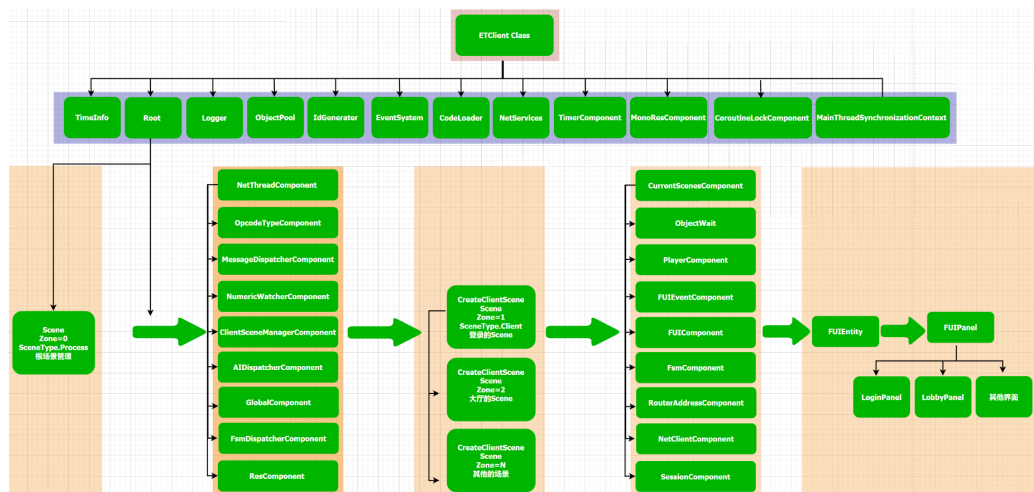 ETClient Class
TimeInfo
Root
Logger
ObjectPool
IdGenerater
EventSystem
CodeLoader
NetServices
TimerComponent
MonoResComponent
CoroutineLockComponent
MainThreadSynchronizationContext
Scene
Zone=0
SceneType.Process
根场景管理
NetThreadComponent
OpcodeTypeComponent
MessageDispatcherComponent
NumericWatcherComponent
ClientSceneManagerComponent
AIDispatcherComponent
GlobalComponent
FsmDispatcherComponent
ResComponent
CreateClientScene
Scene
Zone=1
SceneType.Client
登录的Scene
CreateClientScene
Scene
Zone=2
大厅的Scene
CreateClientScene
Scene
Zone=N
其他的场景
CurrentScenesComponent
ObjectWait
PlayerComponent
FUIEventComponent
FUIComponent
FsmComponent
RouterAddressComponent
NetClientComponent
SessionComponent
FUIEntity
FUIPanel
LoginPanel
LobbyPanel
其他界面